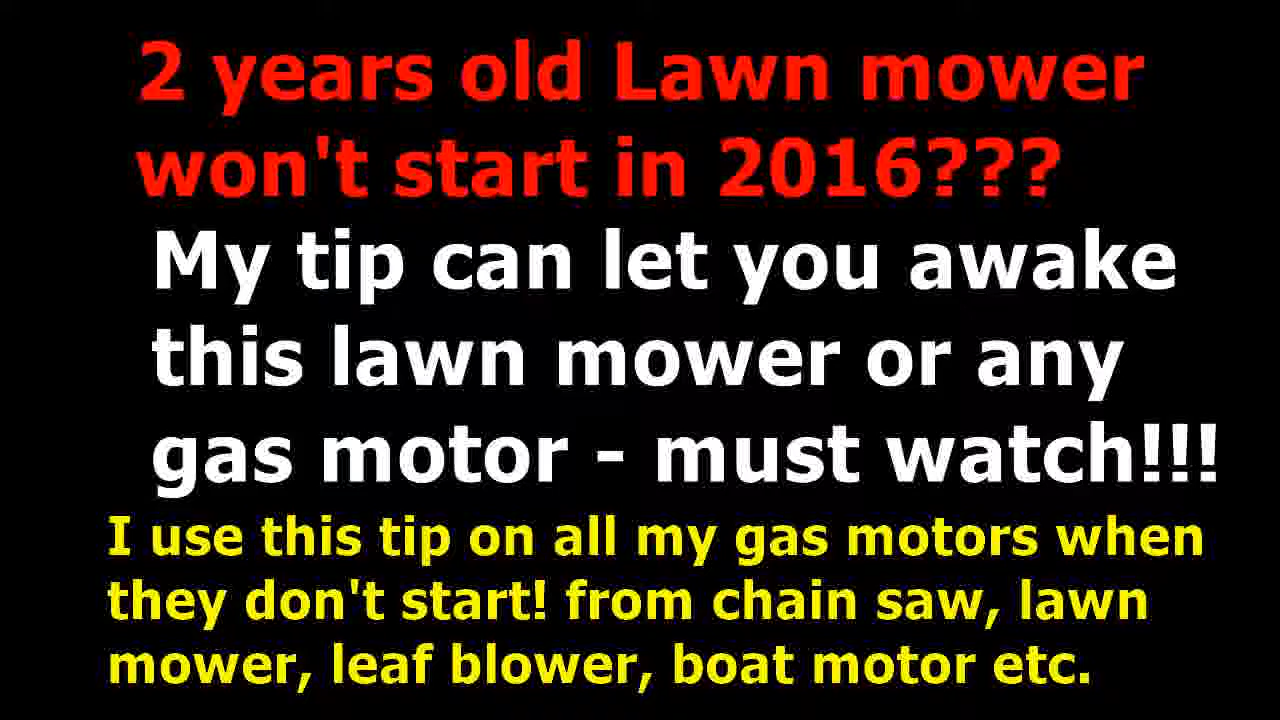 2 years old Lawn mower
won't start in 2016???
My tip can let you awake
this lawn mower or any
gas motor - must watch!!!
I use this tip on all my gas motors when
they don't start! from chain saw, lawn
mower, leaf blower, boat motor etc.